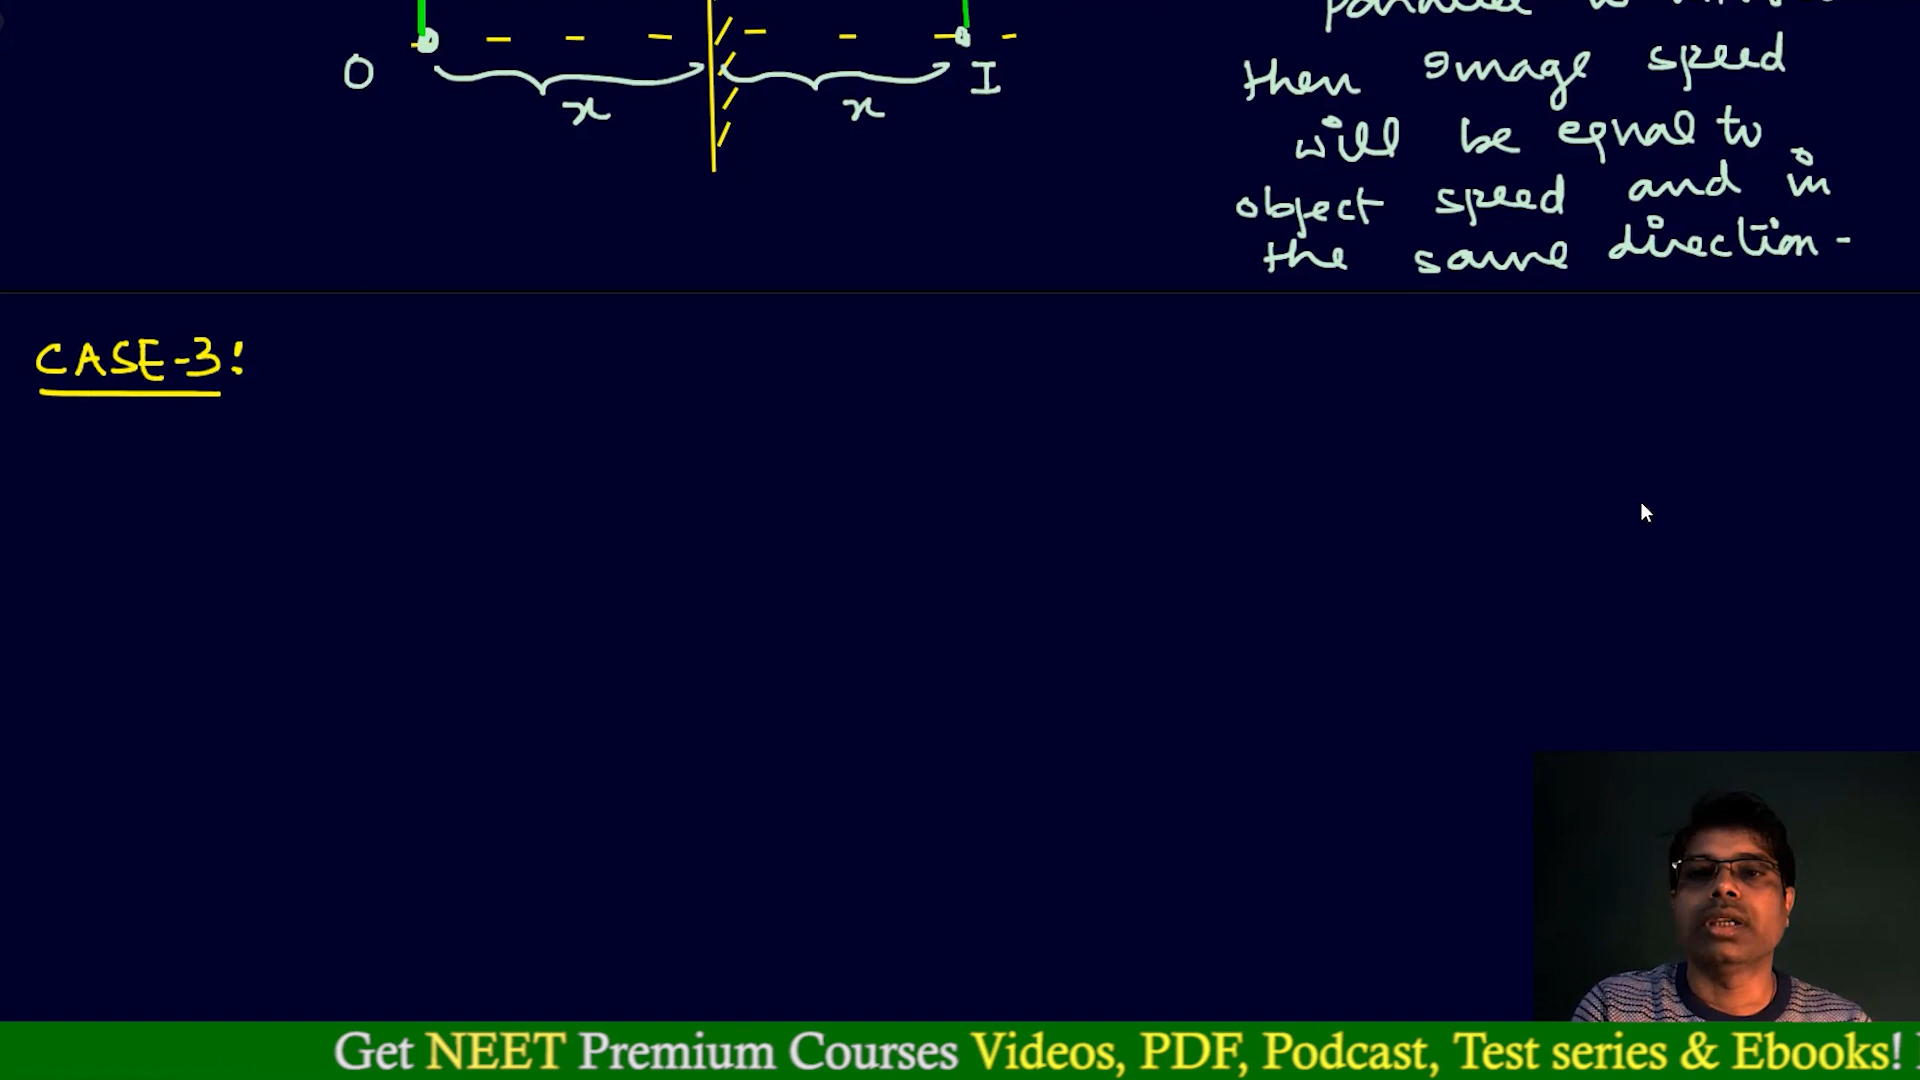 then image speed
O x x I
will be equal to
object speed and in
the same direction-
CASE-3:
Get NEET Premium Courses Videos, PDF, Podcast, Test series & Ebooks!